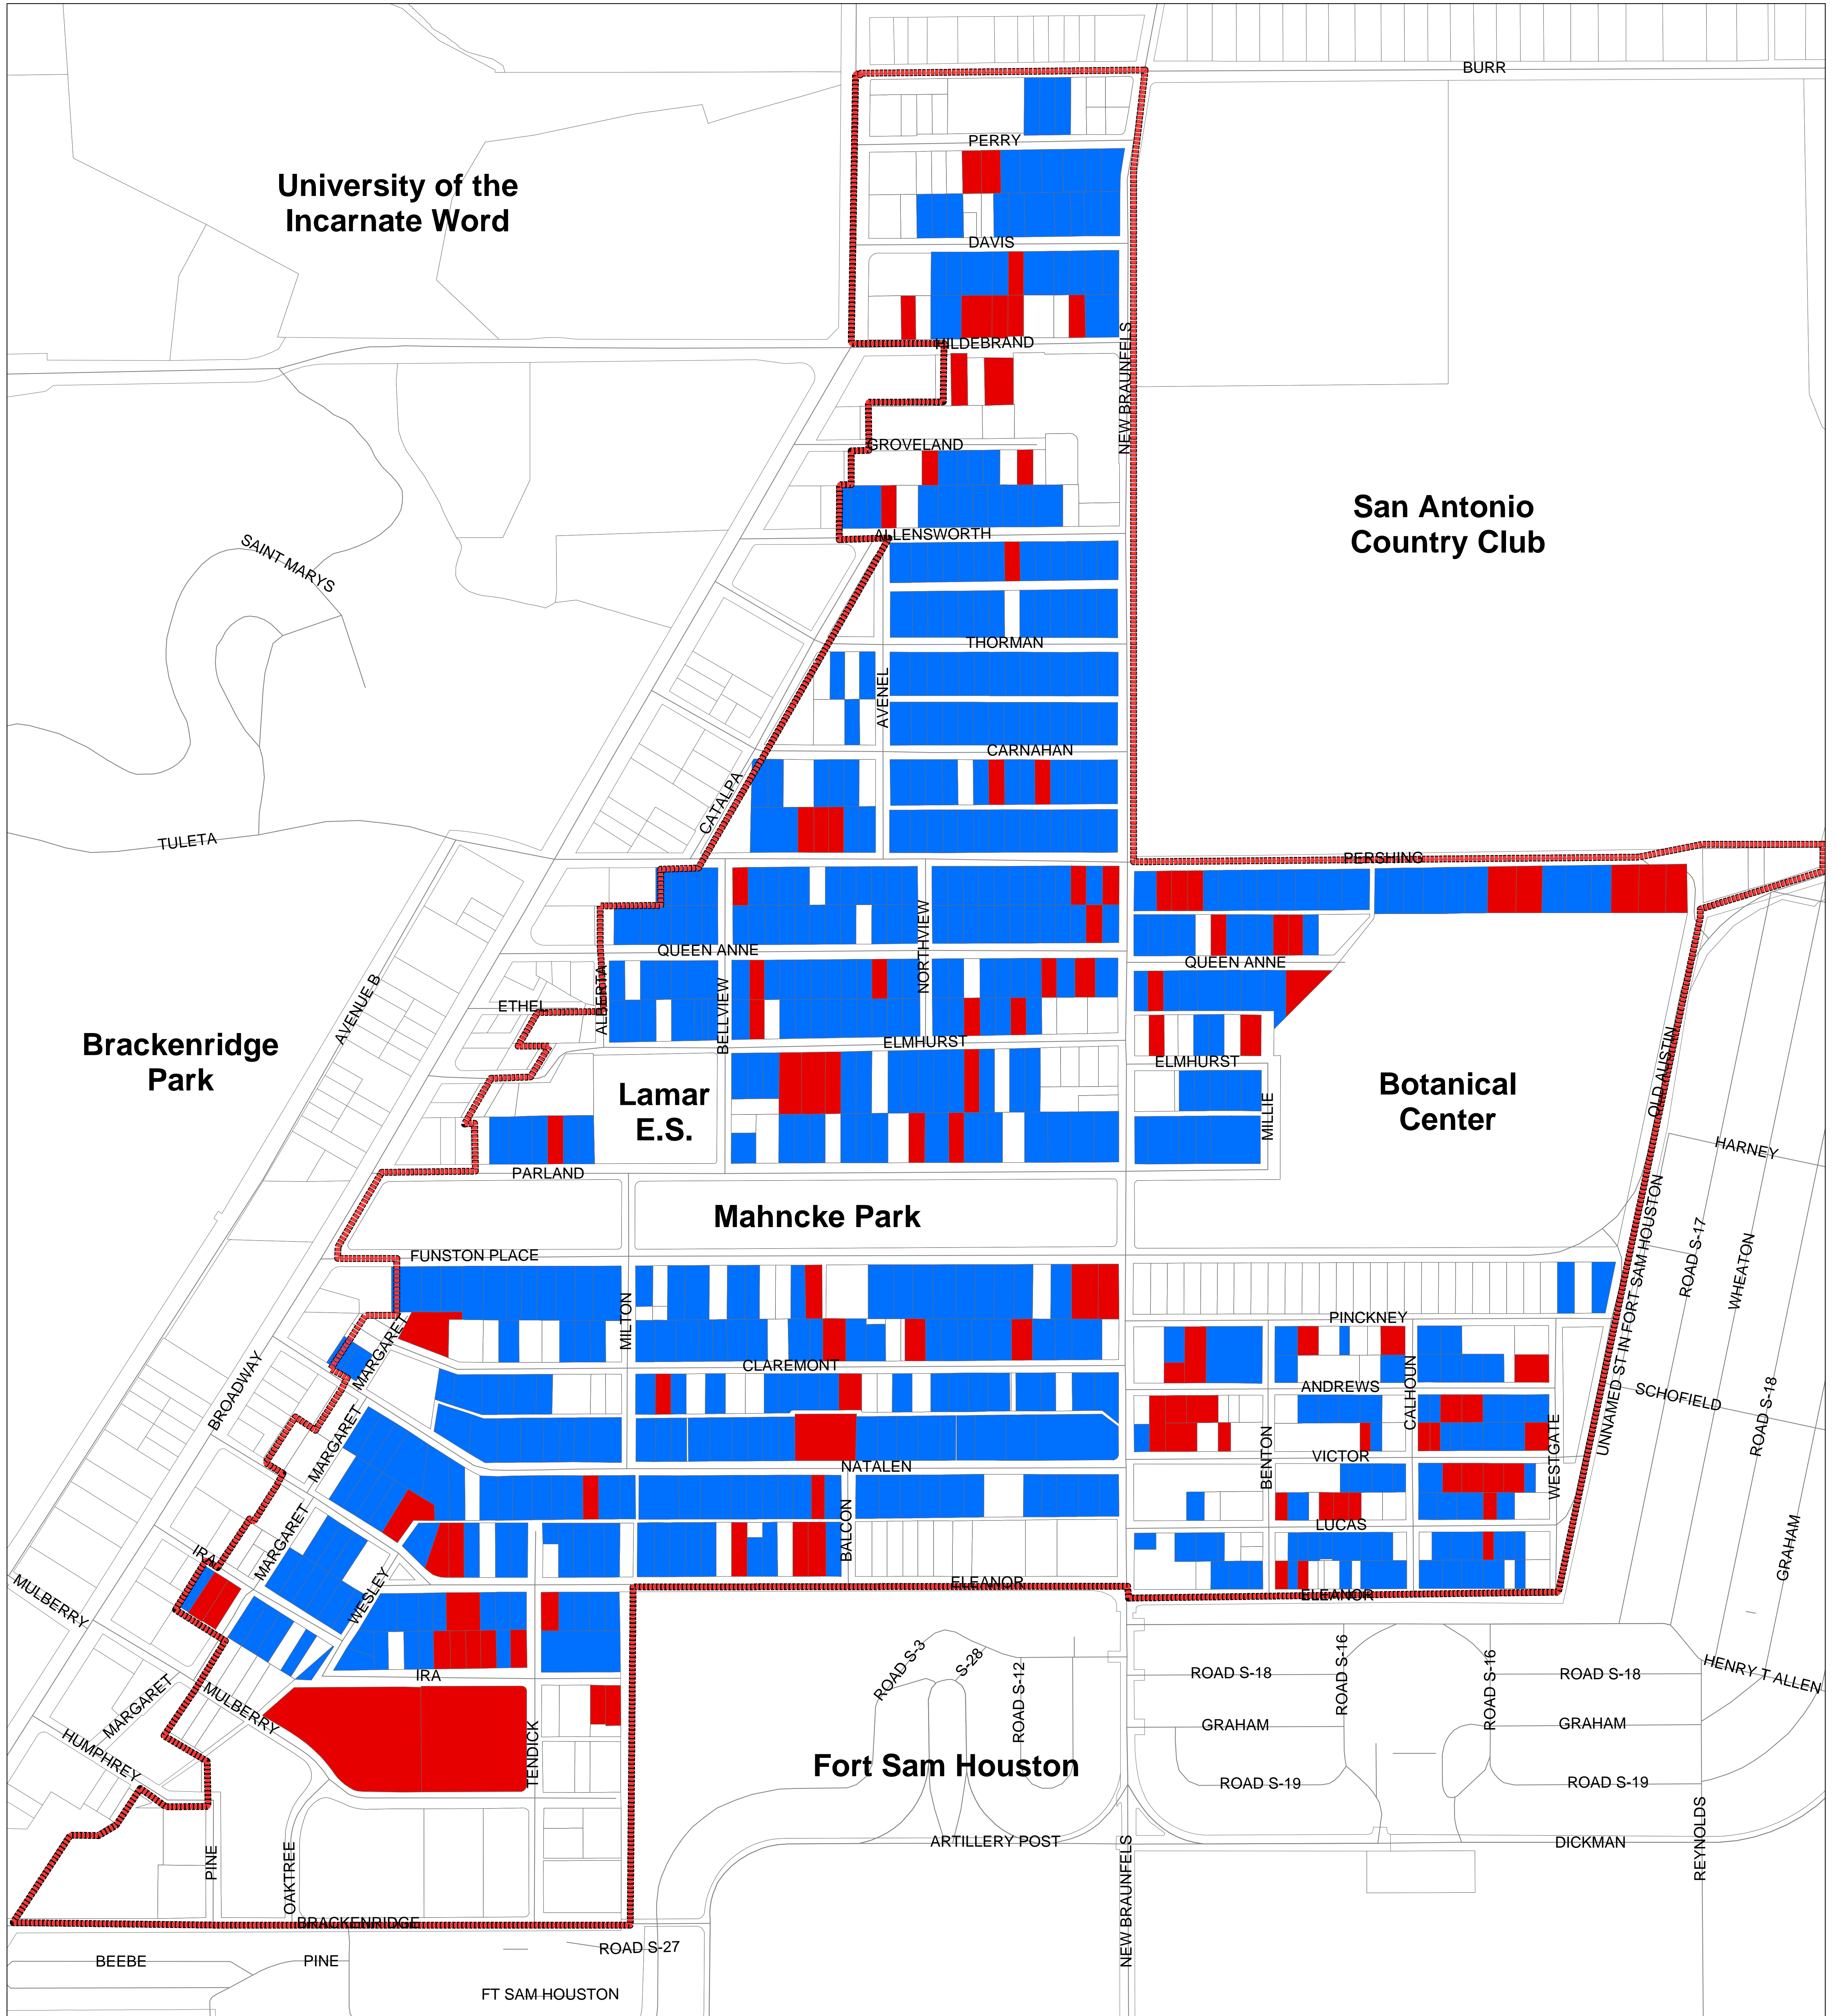 BURR
PERRY
University of the
Incarnate Word
DAVIS
HILDEBRAND
NEW BRAUNFELS
GROVELAND
San Antonio
Country Club
ALLENSWORTH
SAINT MARYS
THORMAN
AVENEL
CARNAHAN
CATALPA
TULETA
PERSHING
NORTHVIEW
QUEEN ANNE
QUEEN ANNE
ALBERTA
BELLVIEW
ETHEL
AVENUE B
Brackenridge
Park
ELMHURST
ELMHURST
Lamar
E.S.
Botanical
Center
OLD AUSTIN
MILLIE
HARNEY
PARLAND
Mahncke Park
FUNSTON PLACE
UNNAMED ST IN FORT SAM HOUSTON
ROAD S-17
WHEATON
MILTON
PINCKNEY
MARGARET
CLAREMONT
BROADWAY
ANDREWS
CALHOUN
SCHOFIELD
ROAD S-18
MARGARET
VICTOR
BENTON
WESTGATE
NATALEN
LUCAS
BALCON
MARGARET
IRA
GRAHAM
MULBERRY
WESLEY
ELEANOR
ELEANOR
ROAD S-3
S-28
ROAD S-12
ROAD S-18
ROAD S-16
ROAD S-16
ROAD S-18
HENRY T ALLEN
IRA
MARGARET
MULBERRY
GRAHAM
GRAHAM
HUMPHREY
TENDICK
Fort Sam Houston
ROAD S-19
ROAD S-19
ARTILLERY POST
DICKMAN
REYNOLDS
PINE
OAKTREE
NEW BRAUNFELS
BRACKENRIDGE
BEEBE
PINE
ROAD S-27
FT SAM HOUSTON